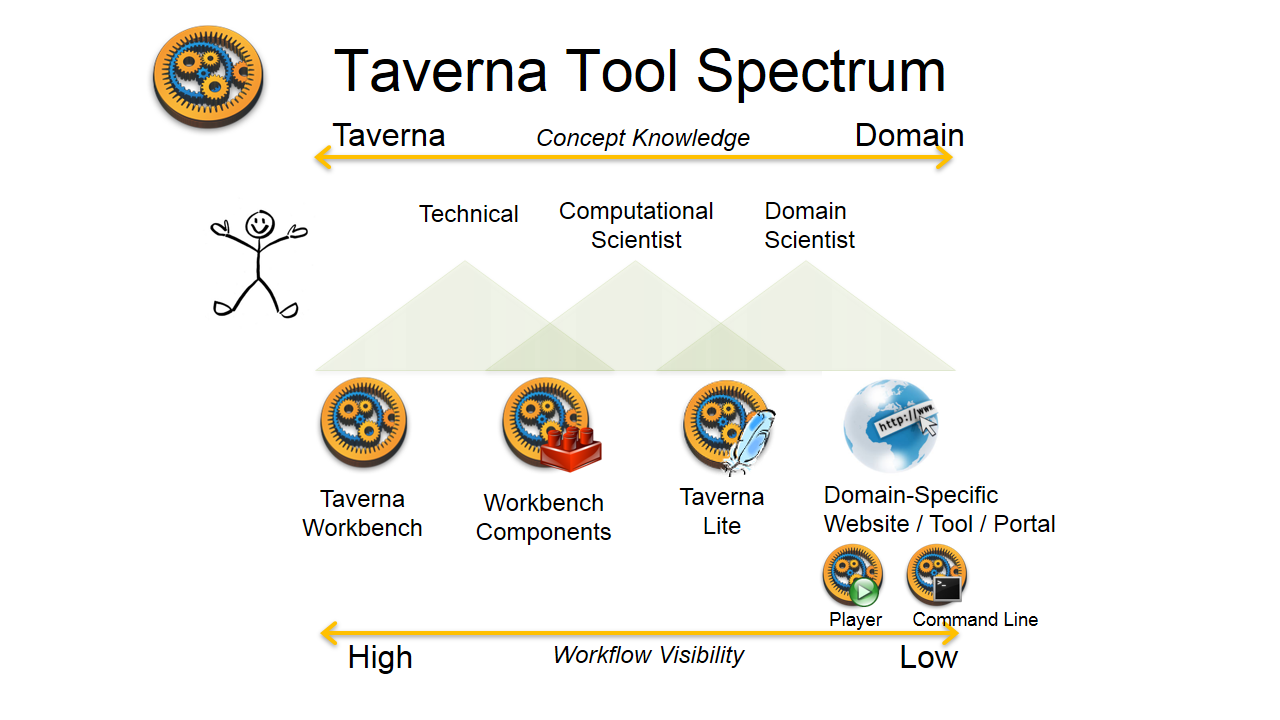 Taverna Tool Spectrum
Taverna
Concept Knowledge
Domain
Technical
Computational
Scientist
Domain
Scientist
Taverna
Workbench
Workbench
Components
Taverna
Lite
http://www.
Domain-Specific
Website / Tool / Portal
>_
Player
Command Line
High
Workflow Visibility
Low